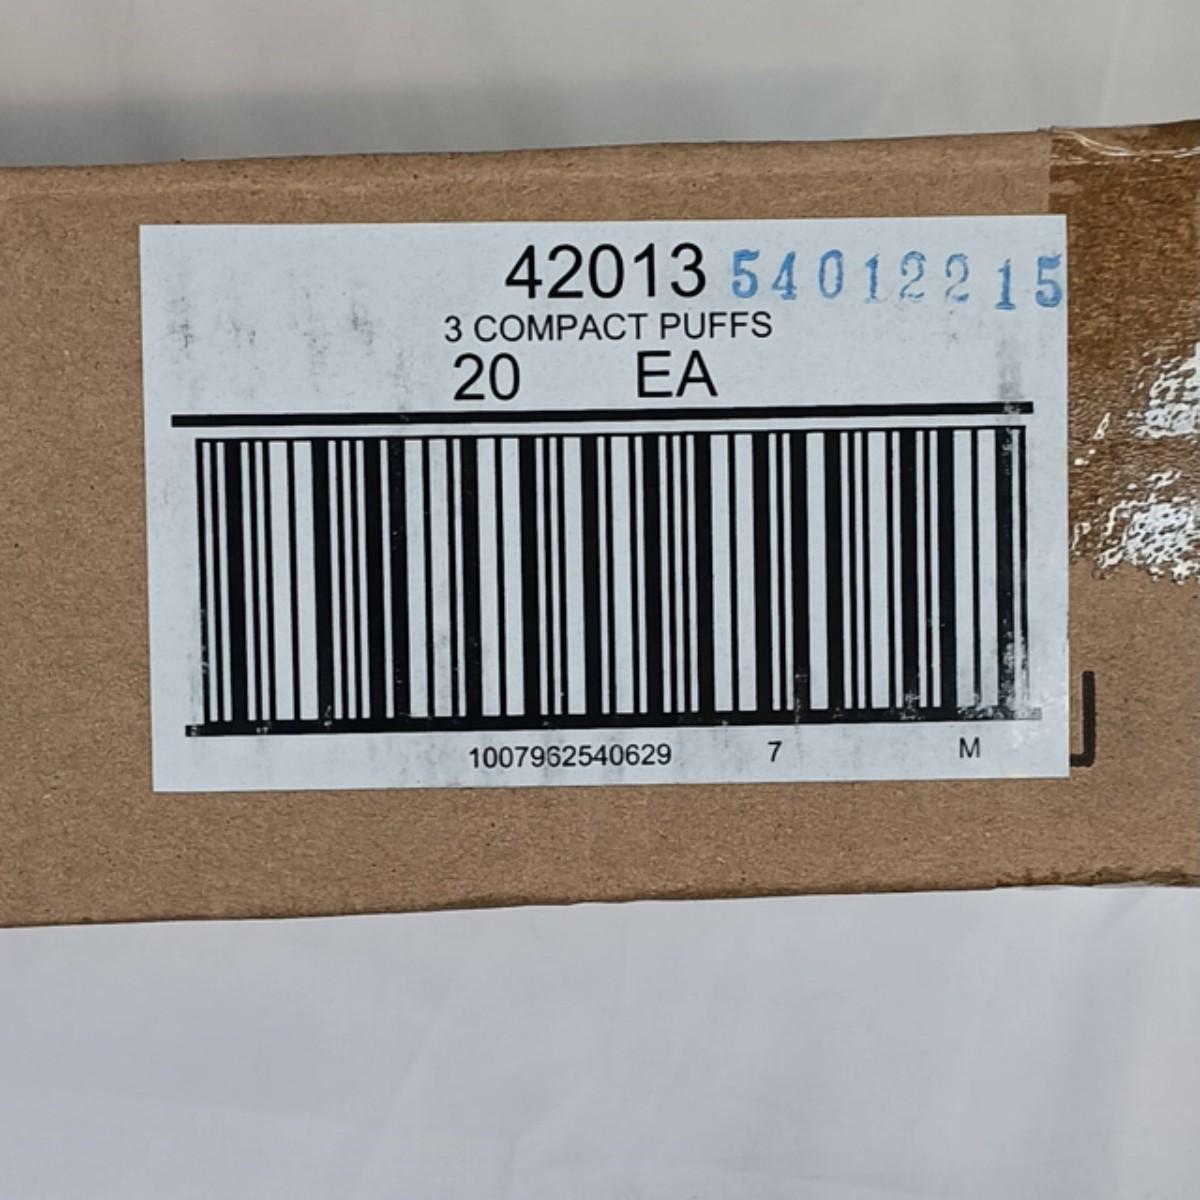 42013 54012215
3 COMPACT PUFFS
20 EA
1007962540629 7 M